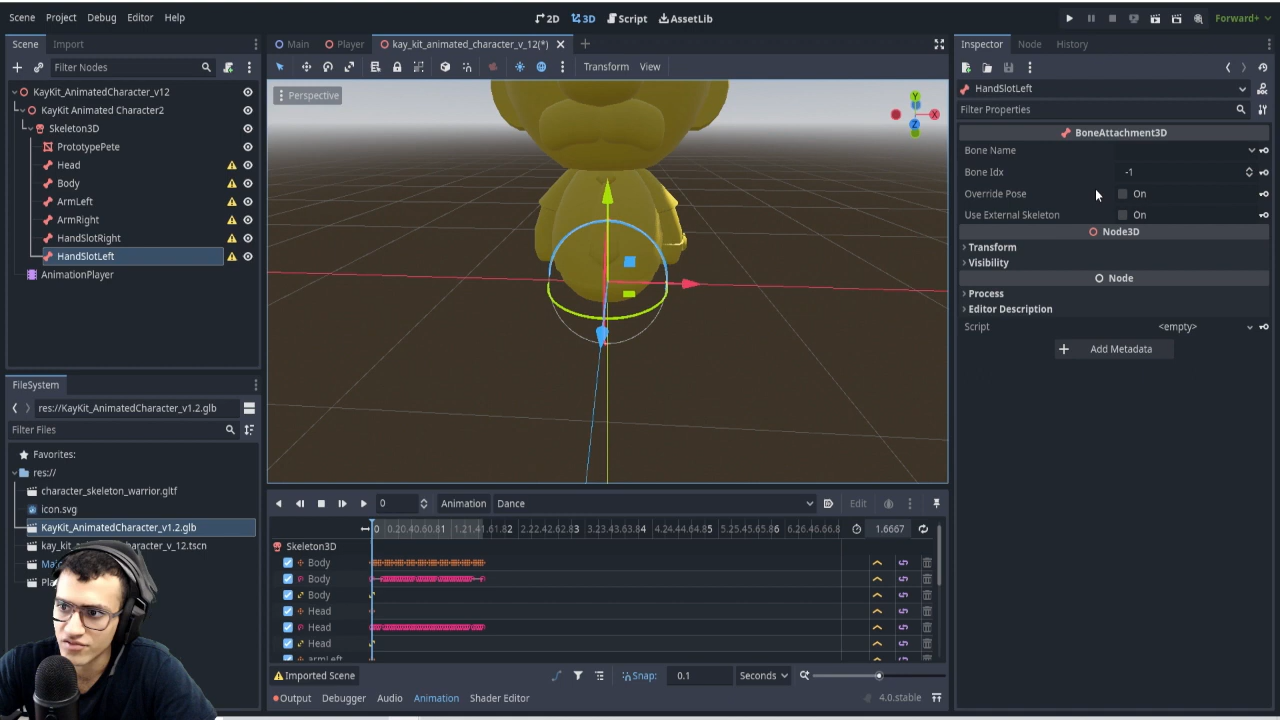 Scene Project Debug Editor Help
2D 3D Script AssetLib
Forward+
Scene Import
Filter Nodes
KayKit_AnimatedCharacter_v12
KayKit Animated Character2
Skeleton3D
PrototypePete
Head
Body
ArmLeft
ArmRight
HandSlotRight
HandSlotLeft
AnimationPlayer
FileSystem
res://KayKit_AnimatedCharacter_v1.2.glb
Filter Files
Favorites:
res://
character_skeleton_warrior.gltf
icon.svg
KayKit_AnimatedCharacter_v1.2.glb
character_v_12.tscn
Main Player kay_kit_animated_character_v_12(*)
Transform View
Perspective
Y
X
Z
0 Animation Dance Edit
1.6667
Skeleton3D
Body
Body
Body
Head
Head
Head
armLeft
Imported Scene Snap: 0.1 Seconds
Output Debugger Audio Animation Shader Editor 4.0.stable
Inspector Node History
HandSlotLeft
Filter Properties
BoneAttachment3D
Bone Name
Bone Idx -1
Override Pose On
Use External Skeleton On
Node3D
Transform
Visibility
Node
Process
Editor Description
Script <empty>
Add Metadata